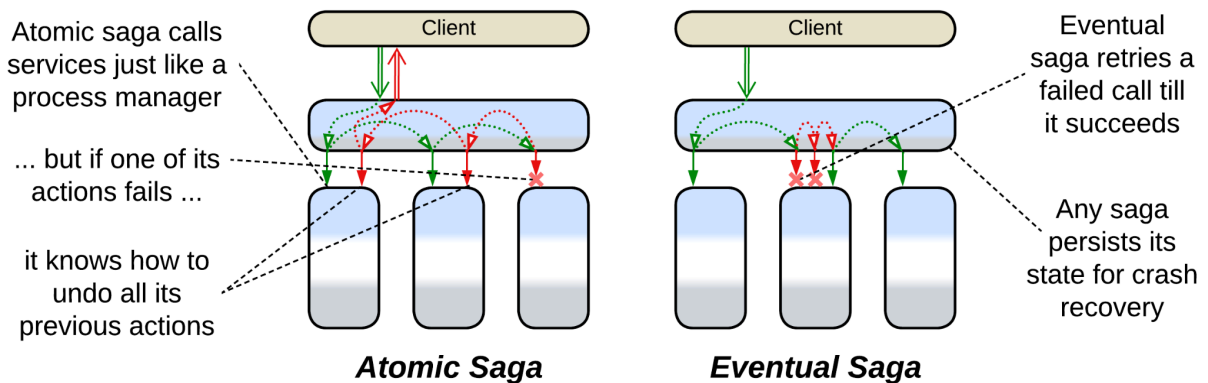 Atomic saga calls
services just like a
process manager
... but if one of its
actions fails ...
it knows how to
undo all its
previous actions
Client
Atomic Saga
Client
Eventual Saga
Eventual
saga retries a
failed call till
it succeeds
Any saga
persists its
state for crash
recovery